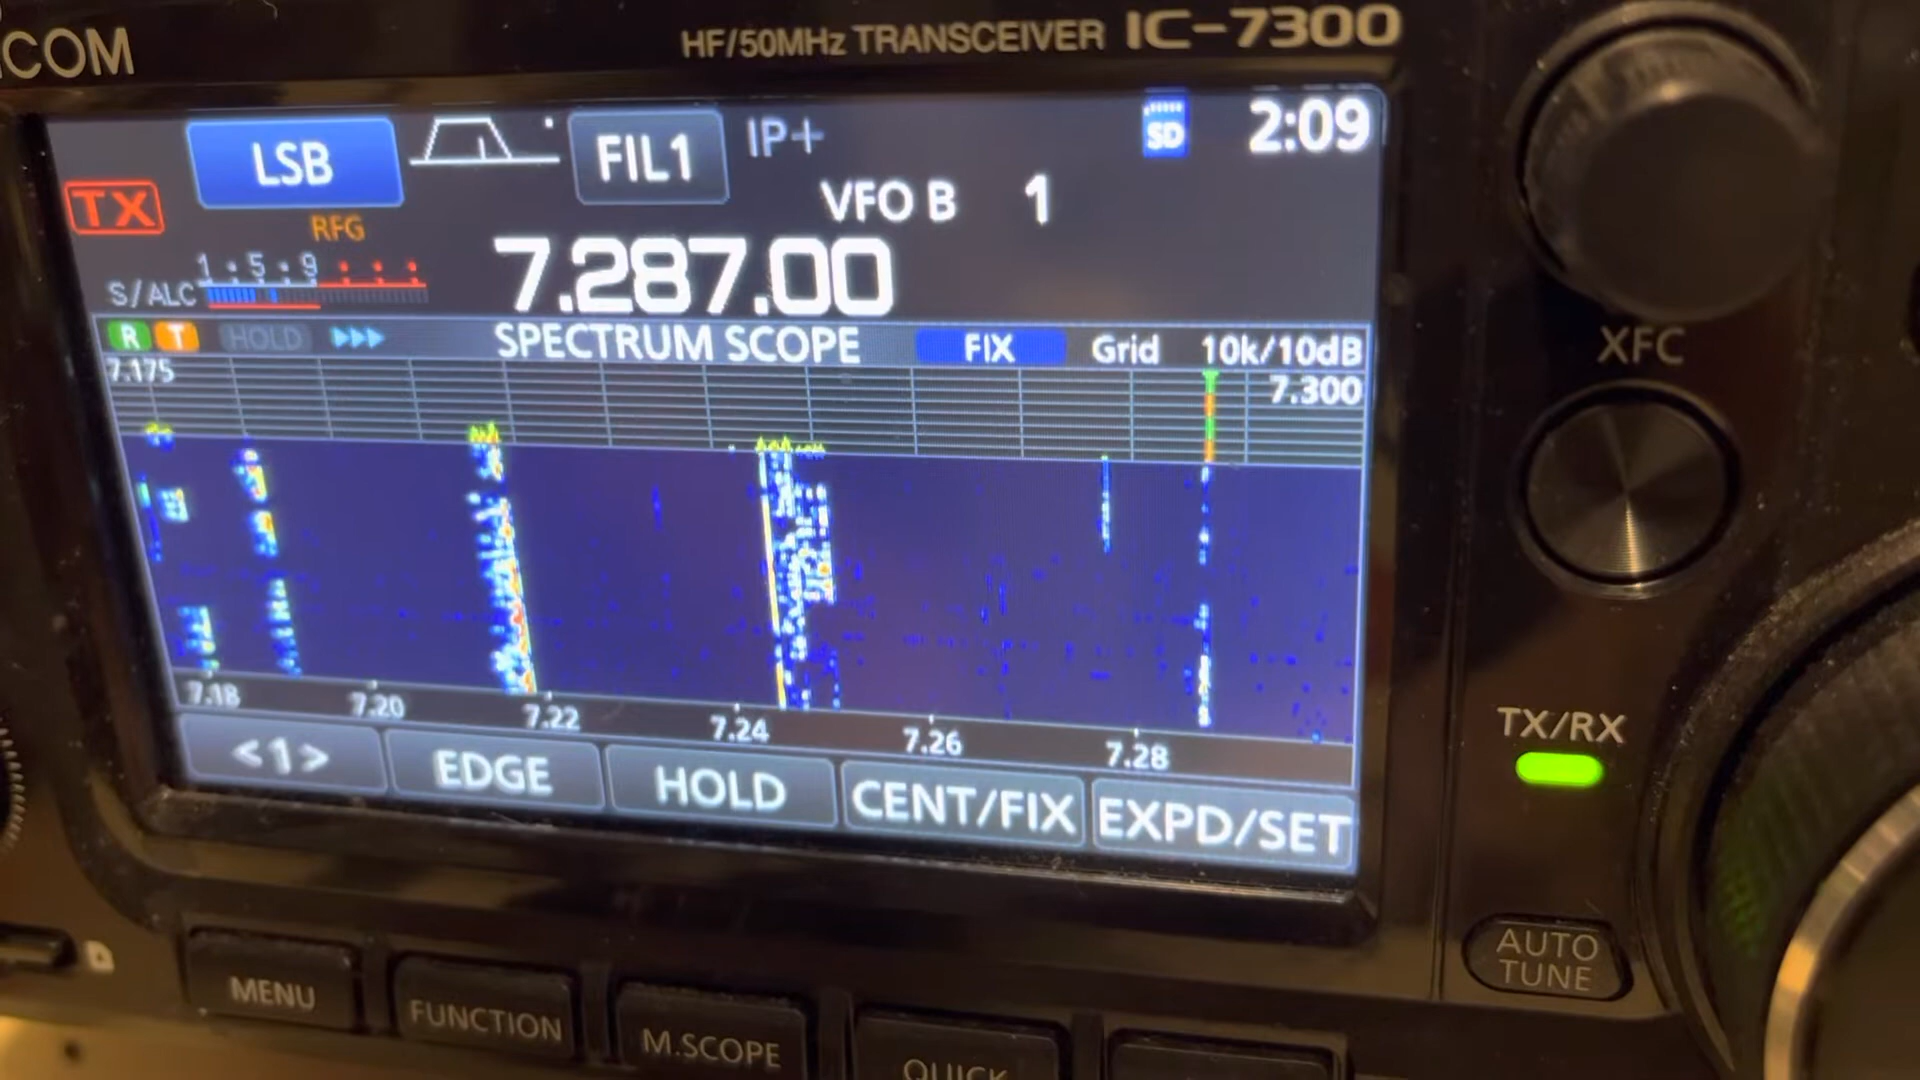 ICOM
HF/50MHz TRANSCEIVER IC-7300
LSB FIL1 IP+ SD 2:09
TX
VFO B 1
RFG
7.287.00
1 · 5 · 9
S/ALC
R T HOLD SPECTRUM SCOPE FIX Grid 10k/10dB
7.175
7.300
7.18 7.20 7.22 7.24 7.26 7.28
<1> EDGE HOLD CENT/FIX EXPD/SET
XFC
TX/RX
AUTO
TUNE
MENU FUNCTION M.SCOPE QUICK